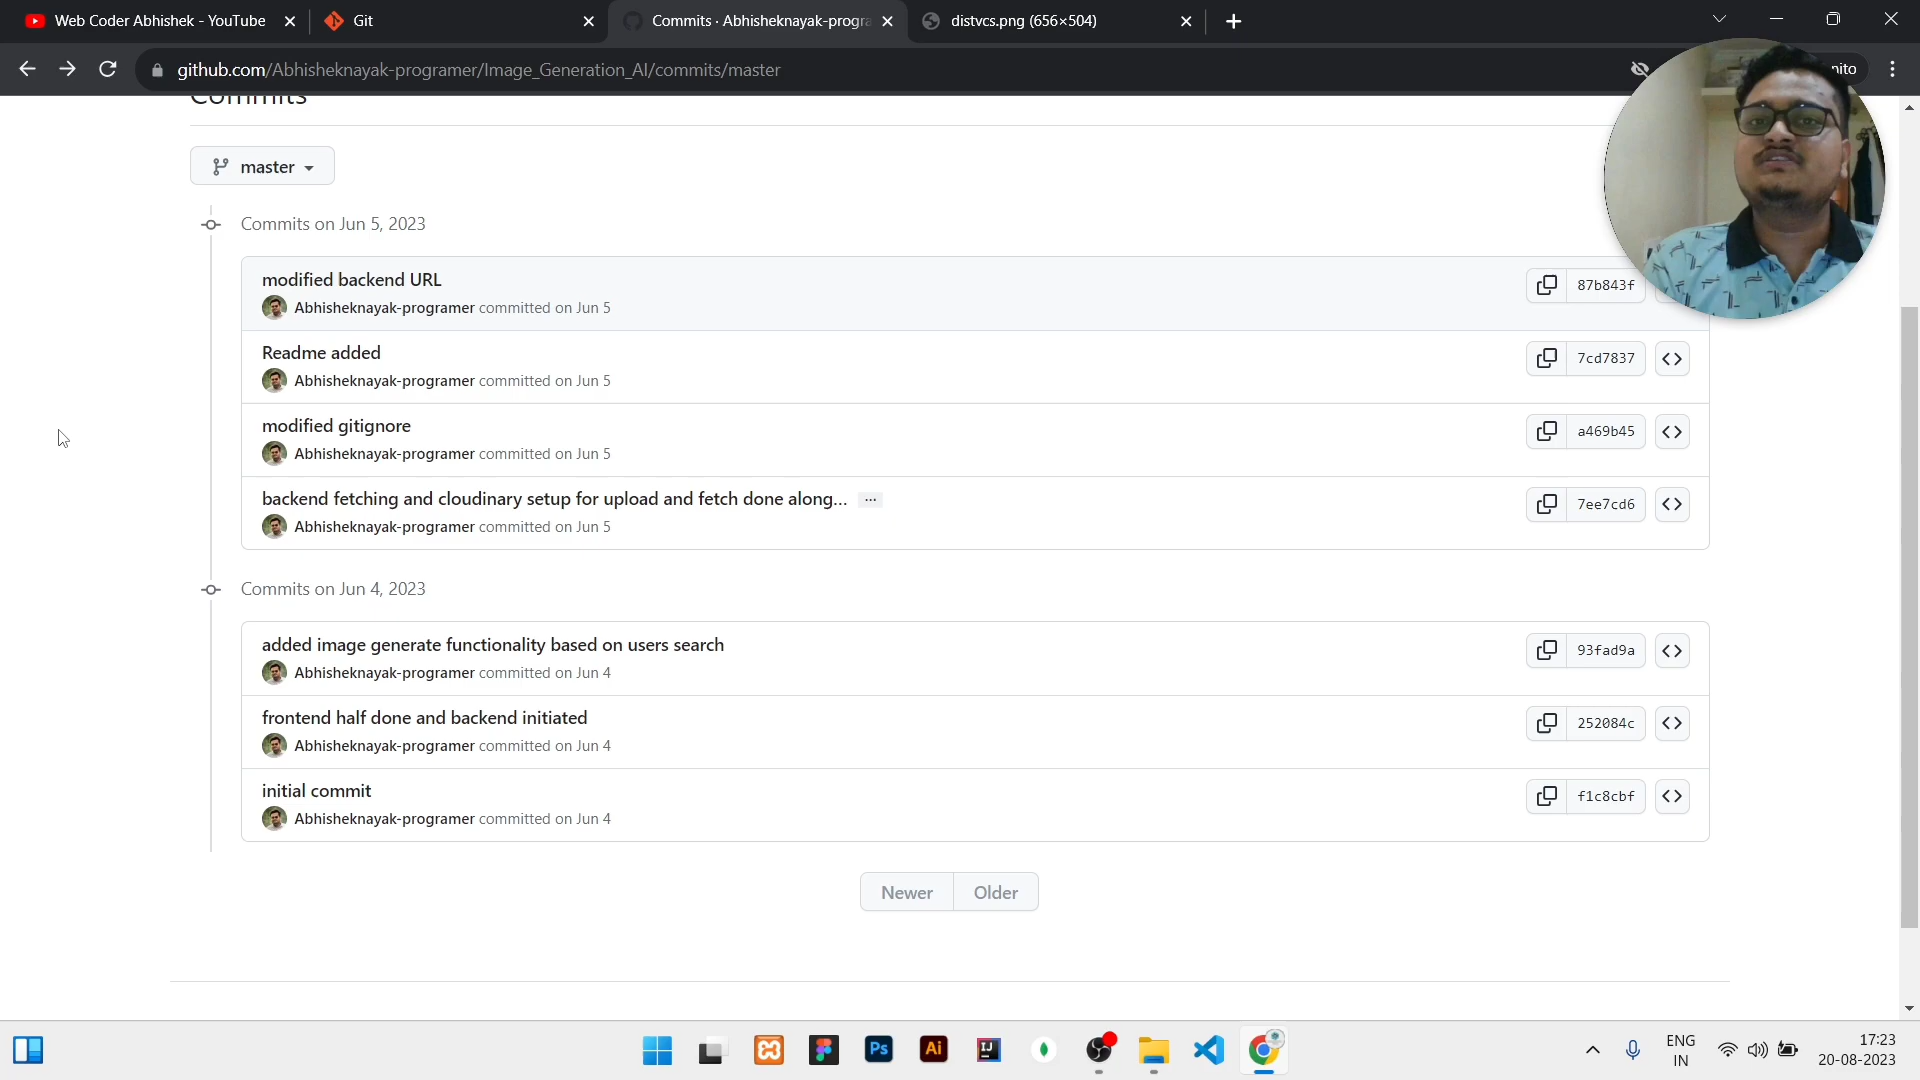 Web Coder Abhishek - YouTube
Git
Commits · Abhisheknayak-progra
distvcs.png (656×504)
github.com/Abhisheknayak-programer/Image_Generation_AI/commits/master
nito
Commits
master
Commits on Jun 5, 2023
modified backend URL
87b843f
Abhisheknayak-programer committed on Jun 5
Readme added
7cd7837
Abhisheknayak-programer committed on Jun 5
modified gitignore
a469b45
Abhisheknayak-programer committed on Jun 5
backend fetching and cloudinary setup for upload and fetch done along… …
7ee7cd6
Abhisheknayak-programer committed on Jun 5
Commits on Jun 4, 2023
added image generate functionality based on users search
93fad9a
Abhisheknayak-programer committed on Jun 4
frontend half done and backend initiated
252084c
Abhisheknayak-programer committed on Jun 4
initial commit
f1c8cbf
Abhisheknayak-programer committed on Jun 4
Newer
Older
Ps
Ai
IJ
ENG
IN
17:23
20-08-2023